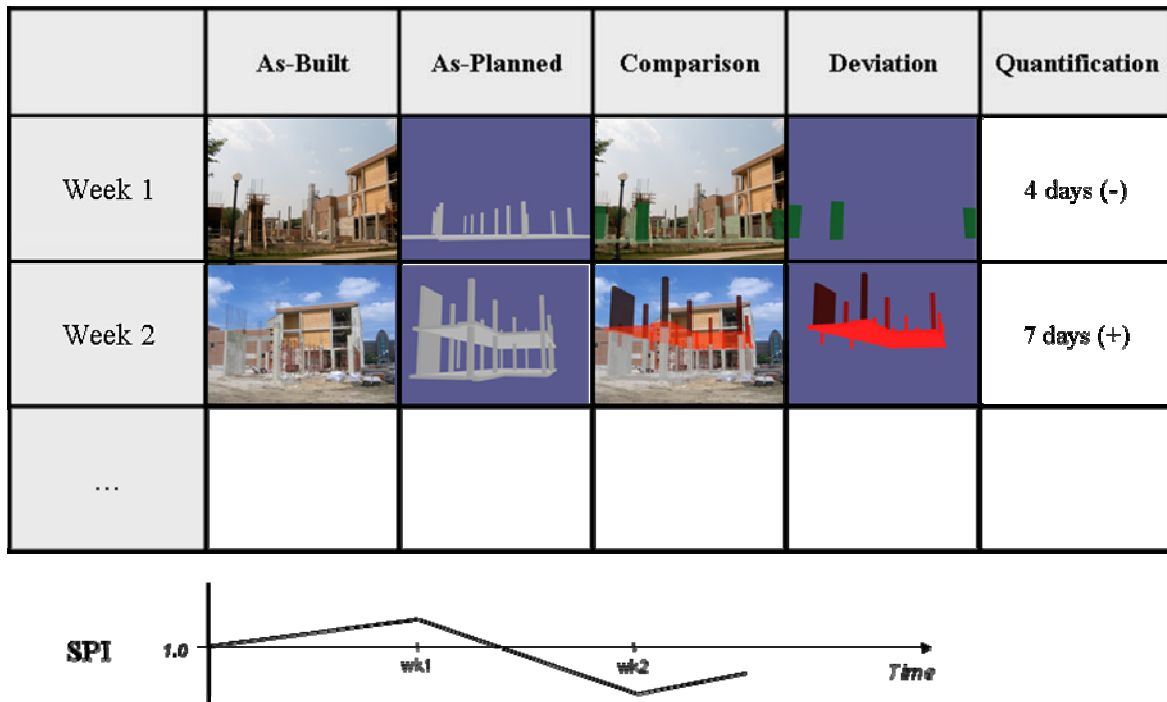 As-Built As-Planned Comparison Deviation Quantification
Week 1 4 days (-)
Week 2 7 days (+)
...
SPI 1.0 wk1 wk2 Time